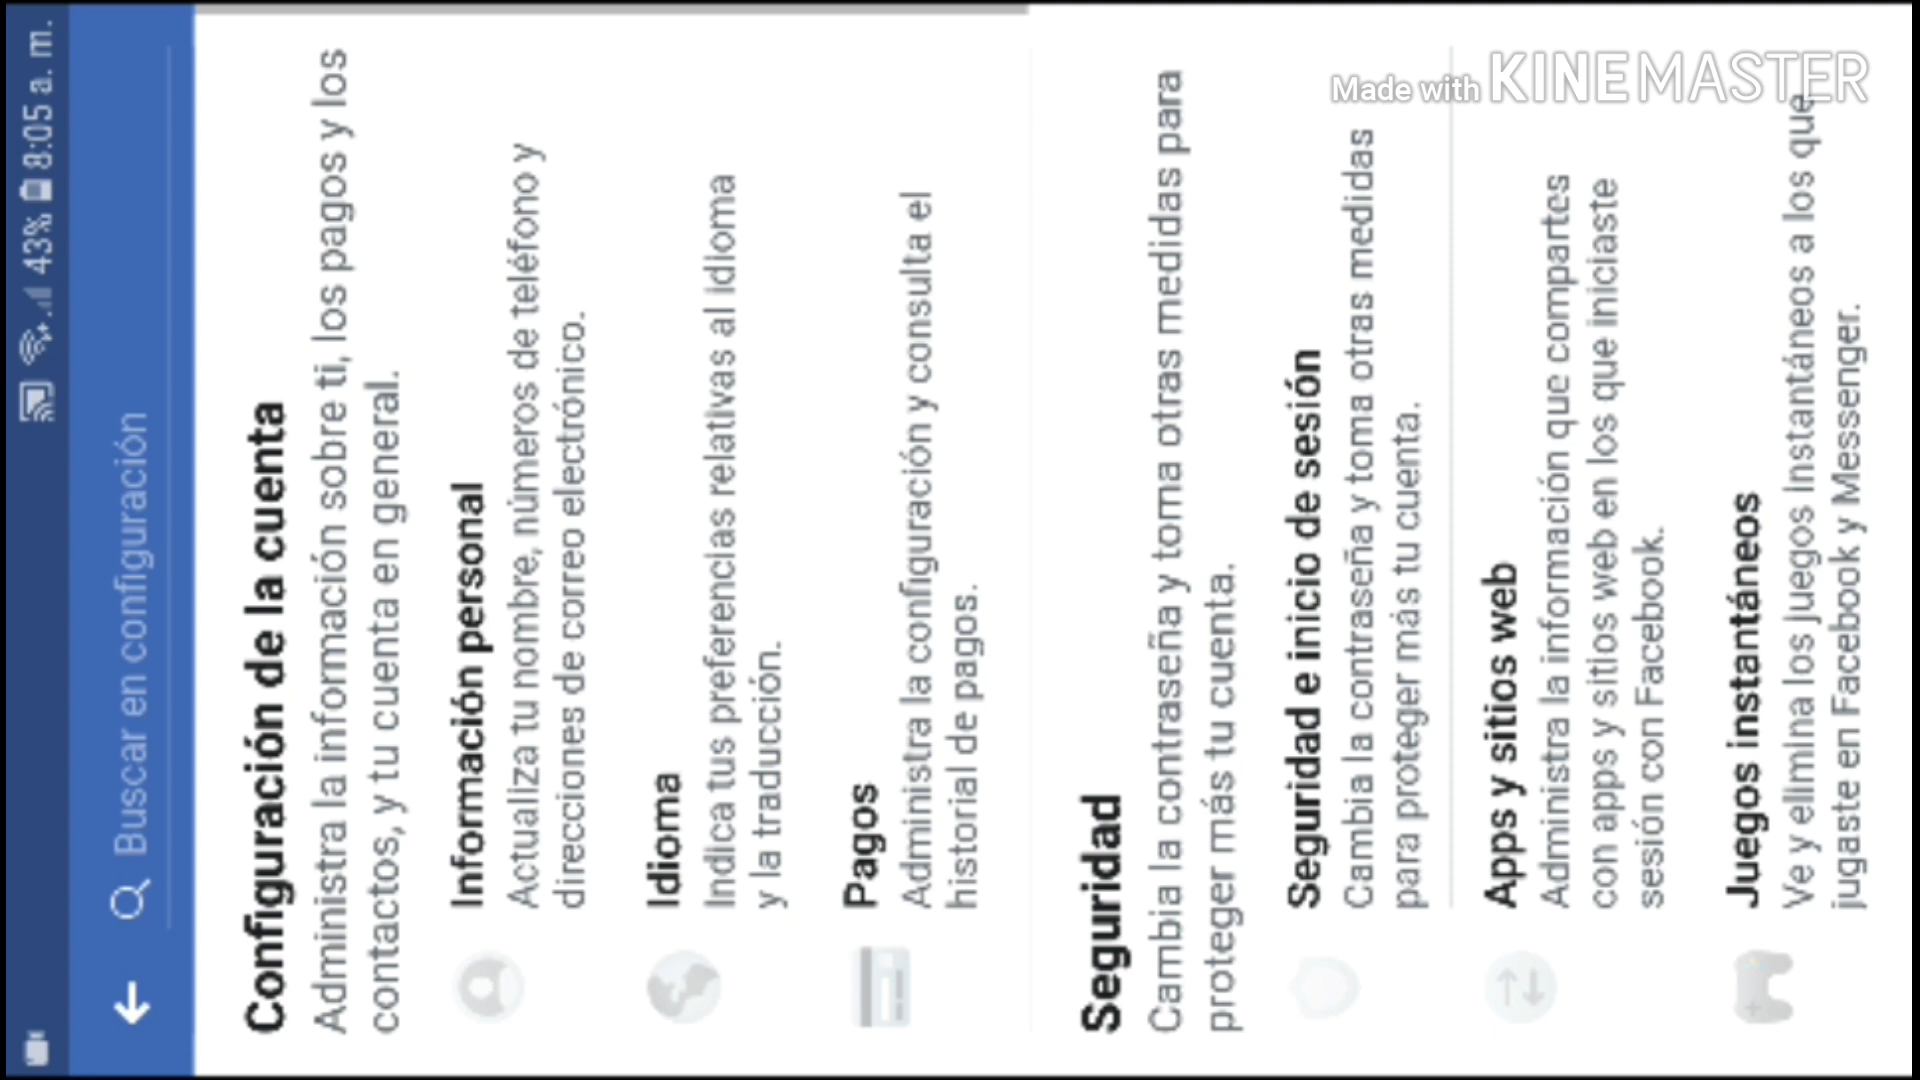 43% 8:05 a. m.
Buscar en configuración
Configuración de la cuenta
Administra la información sobre ti, los pagos y los
contactos, y tu cuenta en general.
Información personal
Actualiza tu nombre, números de teléfono y
direcciones de correo electrónico.
Idioma
Indica tus preferencias relativas al idioma
y la traducción.
Pagos
Administra la configuración y consulta el
historial de pagos.
Seguridad
Cambia la contraseña y toma otras medidas para
proteger más tu cuenta.
Seguridad e inicio de sesión
Cambia la contraseña y toma otras medidas
para proteger más tu cuenta.
Apps y sitios web
Administra la información que compartes
con apps y sitios web en los que iniciaste
sesión con Facebook.
Juegos instantáneos
Ve y elimina los juegos instantáneos a los que
jugaste en Facebook y Messenger.
Made with KINEMASTER